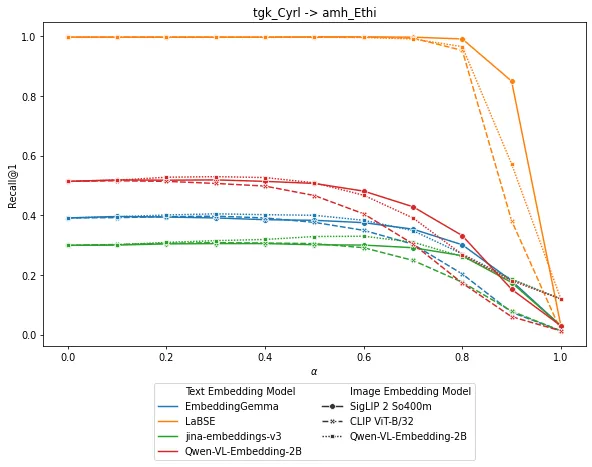 tgk_Cyrl -> amh_Ethi
1.0
0.8
0.6
0.4
0.2
0.0
Recall@1
0.0 0.2 0.4 0.6 0.8 1.0
α
Text Embedding Model Image Embedding Model
EmbeddingGemma SigLIP 2 So400m
LaBSE CLIP ViT-B/32
jina-embeddings-v3 Qwen-VL-Embedding-2B
Qwen-VL-Embedding-2B